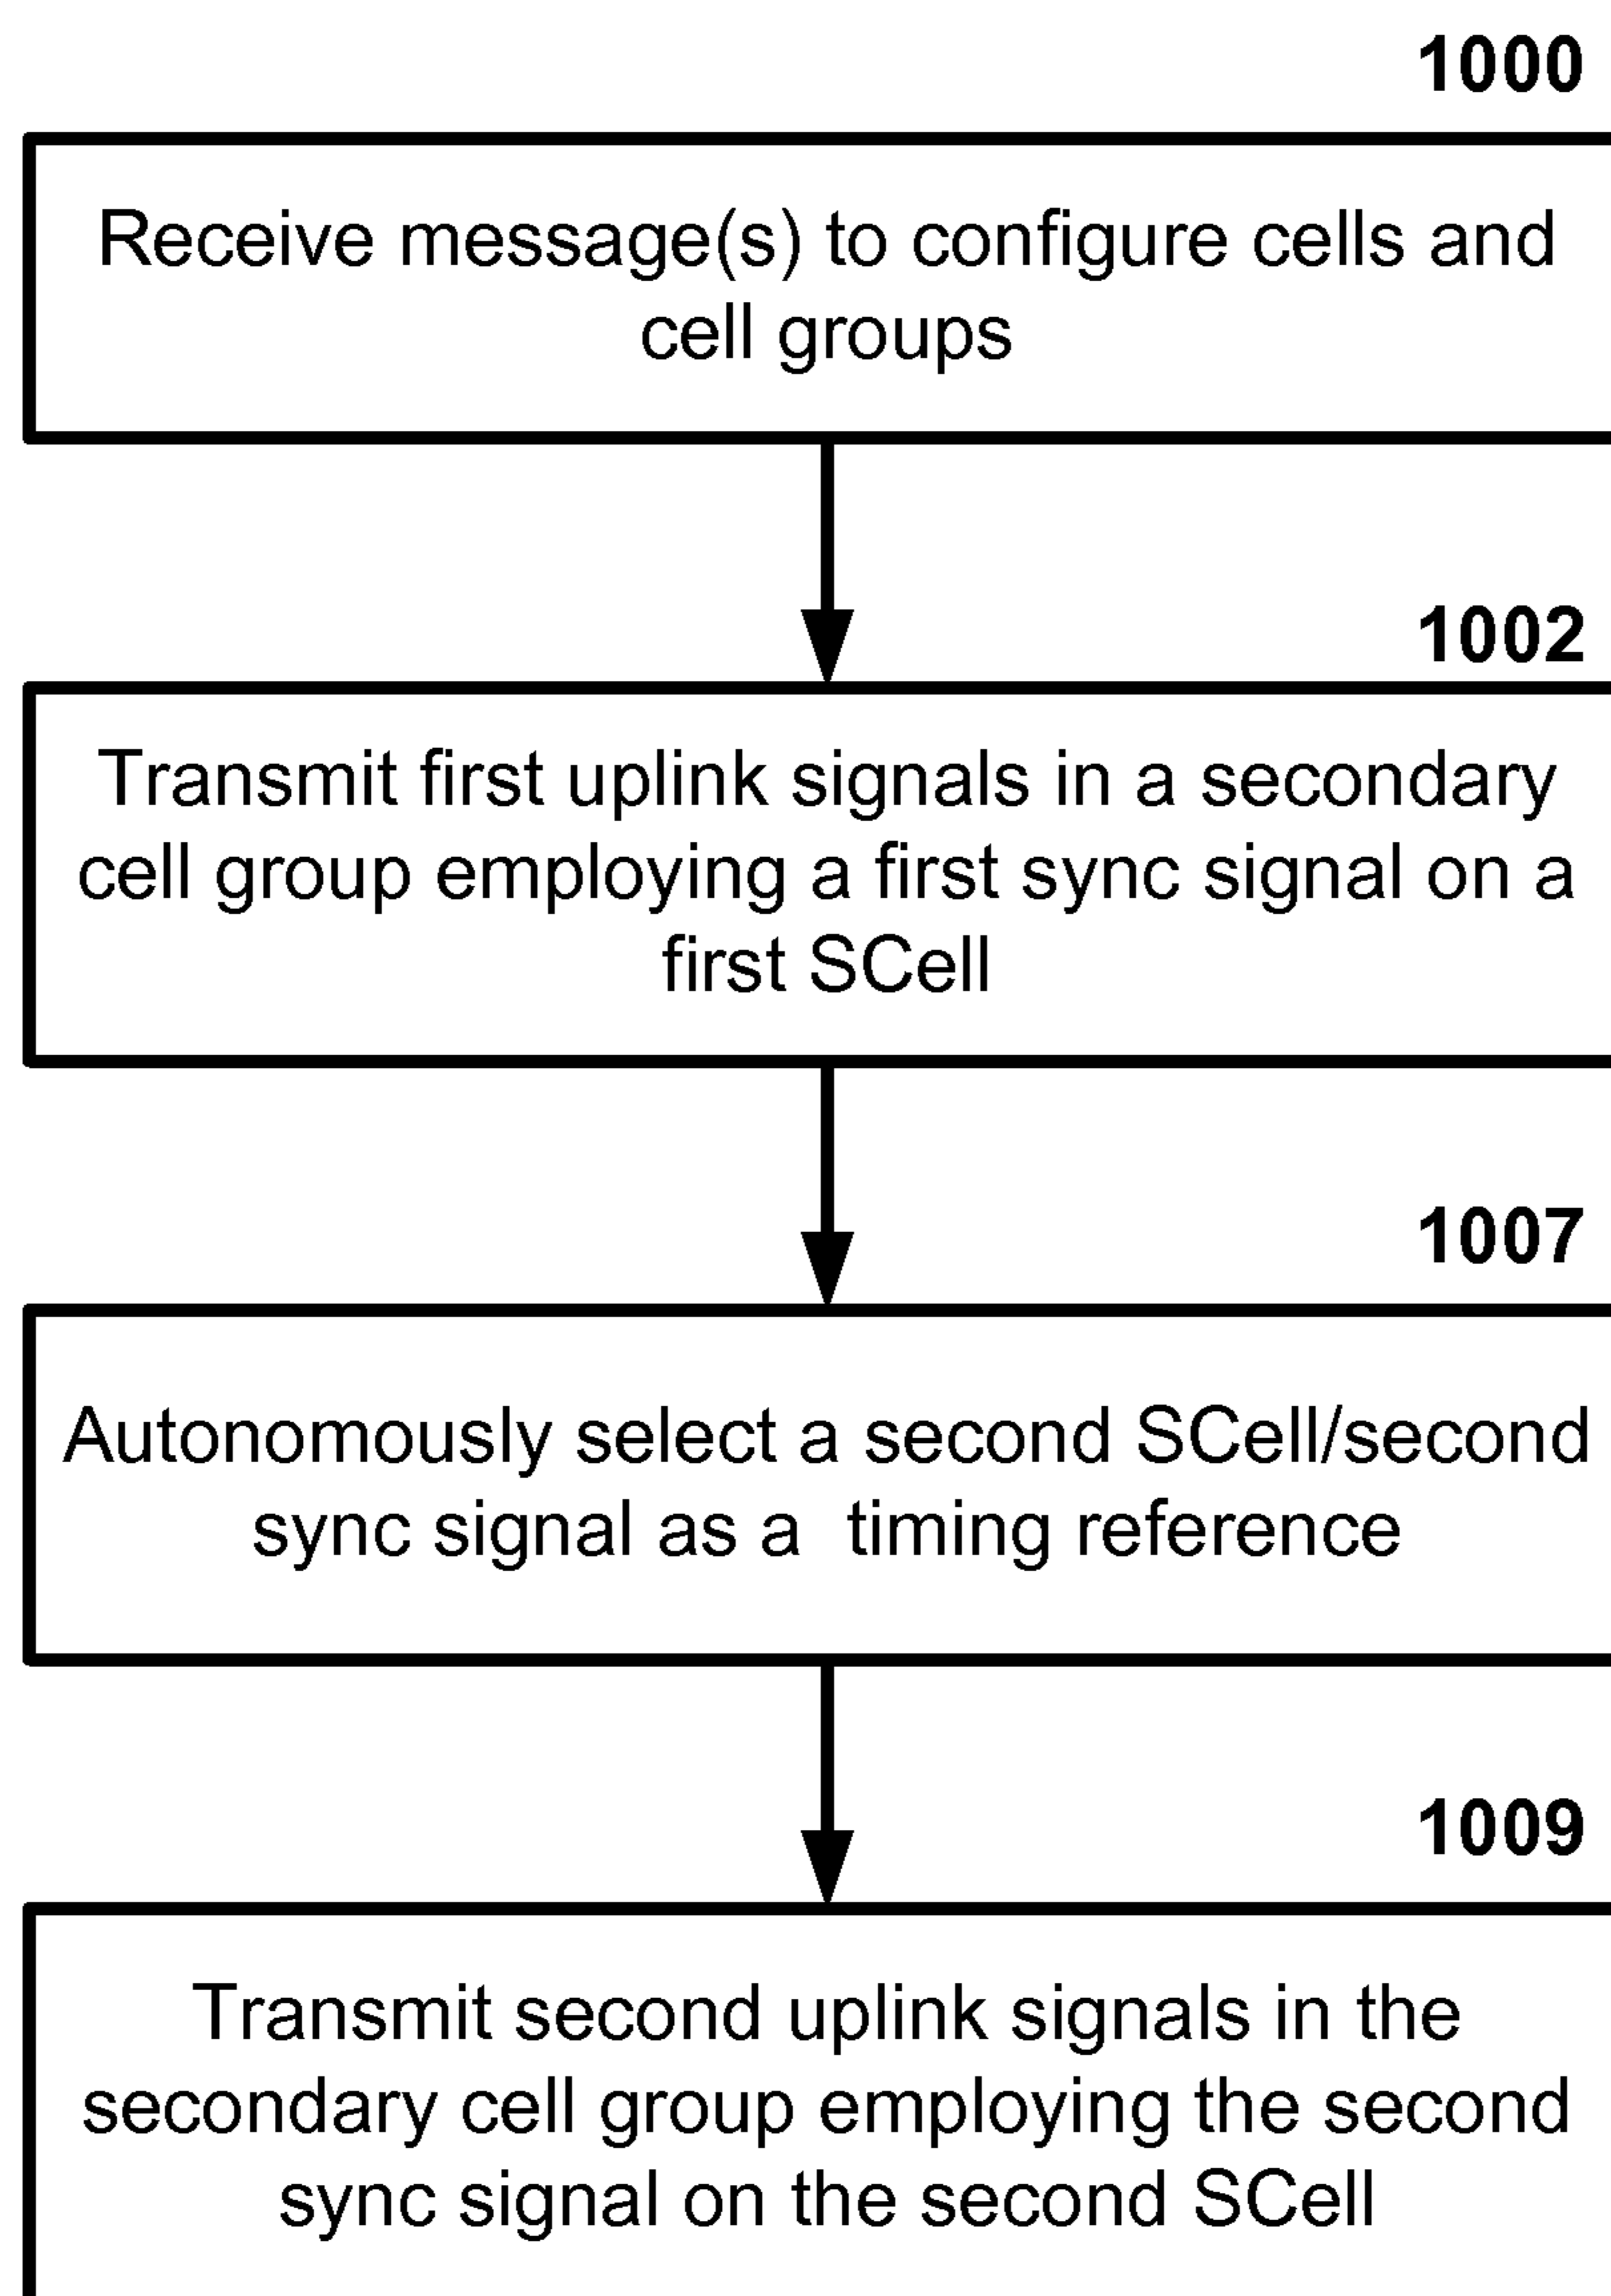 1000
Receive message(s) to configure cells and
cell groups
1002
Transmit first uplink signals in a secondary
cell group employing a first sync signal on a
first SCell
1007
Autonomously select a second SCell/second
sync signal as a  timing reference
1009
Transmit second uplink signals in the
secondary cell group employing the second
sync signal on the second SCell